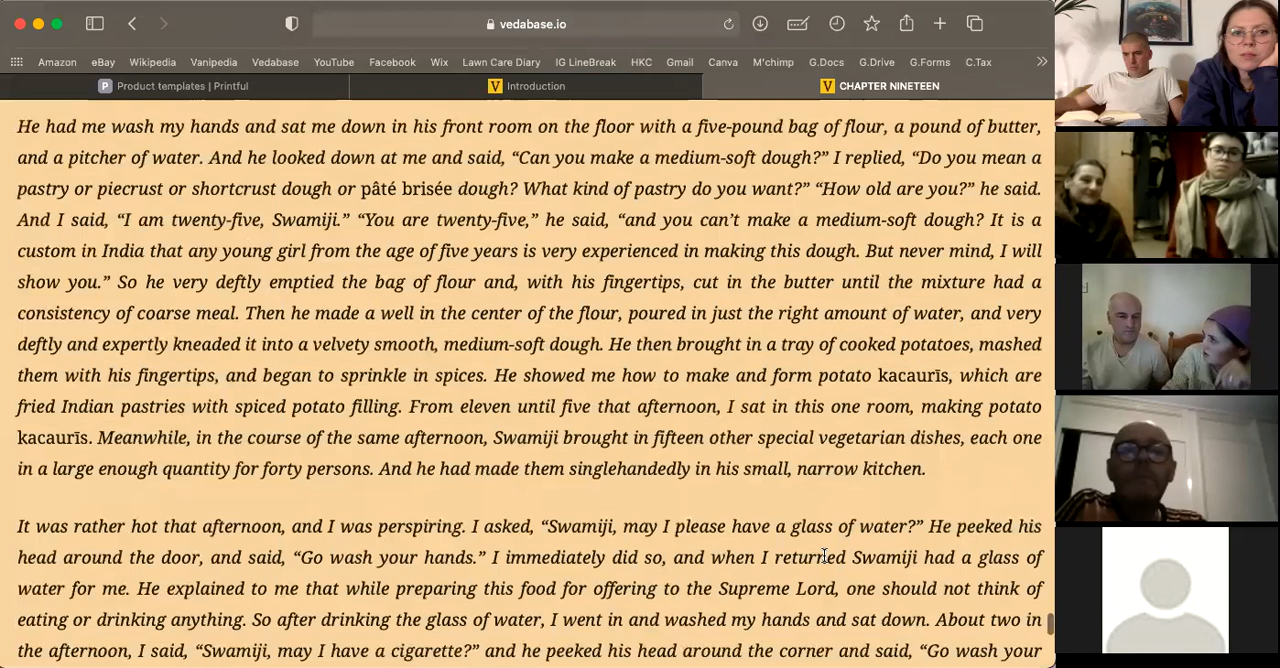 vedabase.io
Amazon eBay Wikipedia Vanipedia Vedabase YouTube Facebook Wix Lawn Care Diary IG LineBreak HKC Gmail Canva M'chimp G.Docs G.Drive G.Forms C.Tax
P Product templates | Printful V Introduction V CHAPTER NINETEEN
He had me wash my hands and sat me down in his front room on the floor with a five-pound bag of flour, a pound of butter,
and a pitcher of water. And he looked down at me and said, “Can you make a medium-soft dough?” I replied, “Do you mean a
pastry or piecrust or shortcrust dough or pâté brisée dough? What kind of pastry do you want?” “How old are you?” he said.
And I said, “I am twenty-five, Swamiji.” “You are twenty-five,” he said, “and you can’t make a medium-soft dough? It is a
custom in India that any young girl from the age of five years is very experienced in making this dough. But never mind, I will
show you.” So he very deftly emptied the bag of flour and, with his fingertips, cut in the butter until the mixture had a
consistency of coarse meal. Then he made a well in the center of the flour, poured in just the right amount of water, and very
deftly and expertly kneaded it into a velvety smooth, medium-soft dough. He then brought in a tray of cooked potatoes, mashed
them with his fingertips, and began to sprinkle in spices. He showed me how to make and form potato kacaurīs, which are
fried Indian pastries with spiced potato filling. From eleven until five that afternoon, I sat in this one room, making potato
kacaurīs. Meanwhile, in the course of the same afternoon, Swamiji brought in fifteen other special vegetarian dishes, each one
in a large enough quantity for forty persons. And he had made them singlehandedly in his small, narrow kitchen.
It was rather hot that afternoon, and I was perspiring. I asked, “Swamiji, may I please have a glass of water?” He peeked his
head around the door, and said, “Go wash your hands.” I immediately did so, and when I returned Swamiji had a glass of
water for me. He explained to me that while preparing this food for offering to the Supreme Lord, one should not think of
eating or drinking anything. So after drinking the glass of water, I went in and washed my hands and sat down. About two in
the afternoon, I said, “Swamiji, may I have a cigarette?” and he peeked his head around the corner and said, “Go wash your